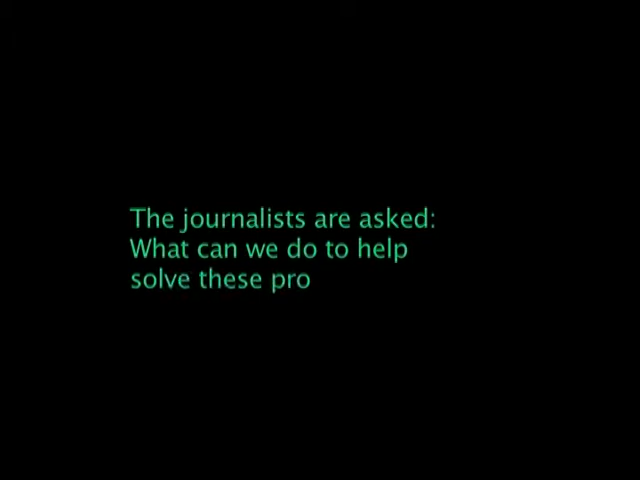 The journalists are asked:
What can we do to help
solve these pro